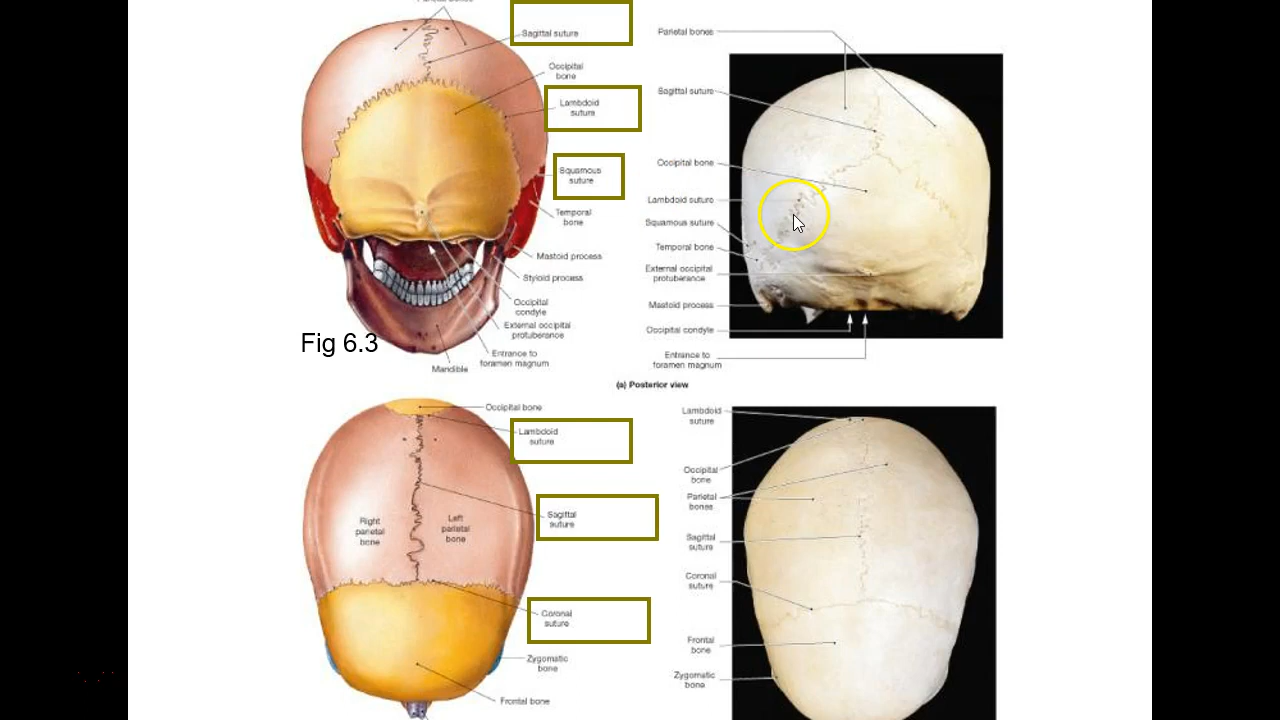 Sagittal suture
Occipital
bone
Lambdoid
suture
Squamous
suture
Temporal
bone
Mastoid process
Styloid process
Occipital
condyle
External occipital
protuberance
Entrance to
foramen magnum
Mandible
Fig 6.3
Parietal bones
Sagittal suture
Occipital bone
Lambdoid suture
Squamous suture
Temporal bone
External occipital
protuberance
Mastoid process
Occipital condyle
Entrance to
foramen magnum
(a) Posterior view
Occipital bone
Lambdoid
suture
Sagittal
suture
Right
parietal
bone
Left
parietal
bone
Coronal
suture
Zygomatic
bone
Frontal bone
Lambdoid
suture
Occipital
bone
Parietal
bones
Sagittal
suture
Coronal
suture
Frontal
bone
Zygomatic
bone